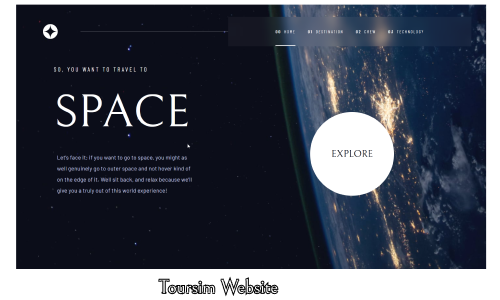 00 HOME 01 DESTINATION 02 CREW 03 TECHNOLOGY
SO, YOU WANT TO TRAVEL TO
SPACE
Let's face it; if you want to go to space, you might as
well genuinely go to outer space and not hover kind of
on the edge of it. Well sit back, and relax because we'll
give you a truly out of this world experience!
EXPLORE
Toursim Website